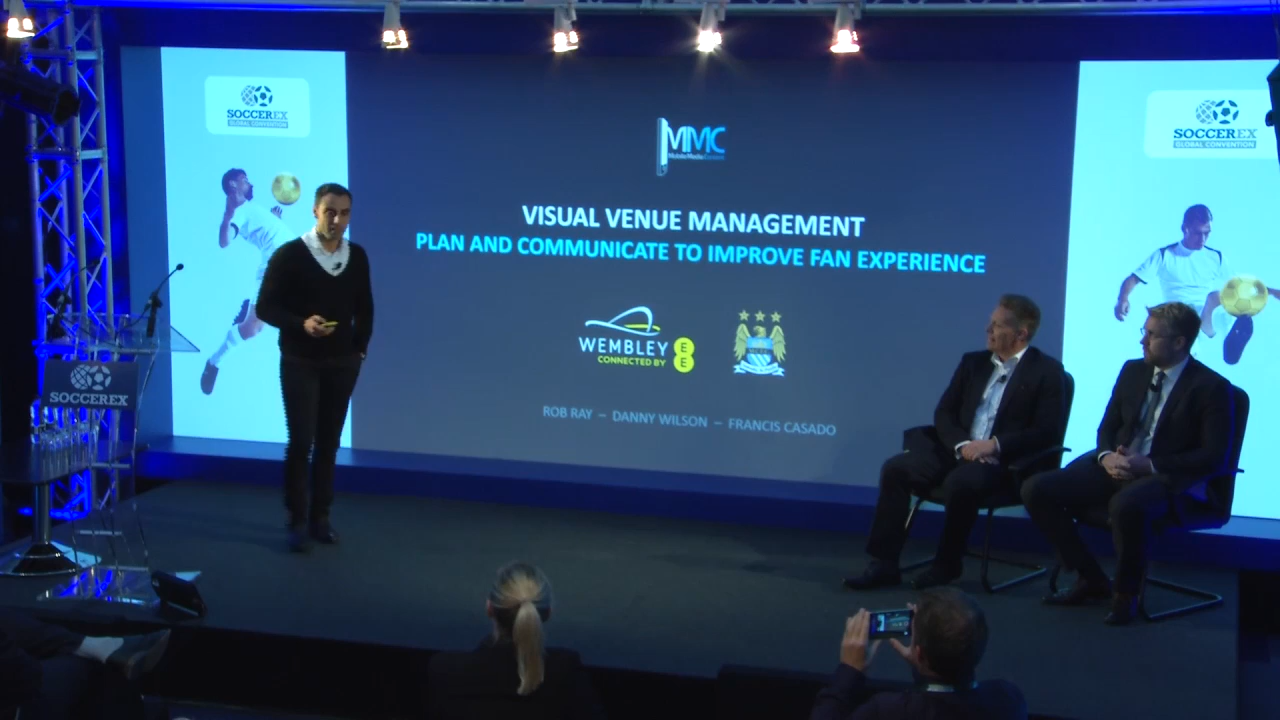 SOCCEREX
GLOBAL CONVENTION
SOCCEREX
GLOBAL CONVENTION
MMC
VISUAL VENUE MANAGEMENT
PLAN AND COMMUNICATE TO IMPROVE FAN EXPERIENCE
WEMBLEY
CONNECTED BY
EE
ROB RAY – DANNY WILSON – FRANCIS CASADO
SOCCEREX